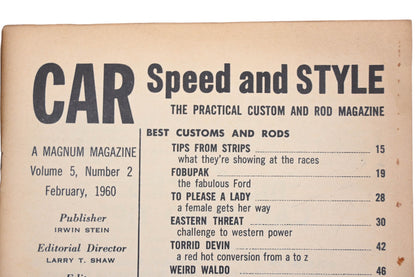 CAR Speed and STYLE
THE PRACTICAL CUSTOM AND ROD MAGAZINE
A MAGNUM MAGAZINE
Volume 5, Number 2
February, 1960
Publisher
IRWIN STEIN
Editorial Director
LARRY T. SHAW
BEST CUSTOMS AND RODS
TIPS FROM STRIPS 15
what they're showing at the races
FOBUPAK 19
the fabulous Ford
TO PLEASE A LADY 28
a female gets her way
EASTERN THREAT 30
challenge to western power
TORRID DEVIN 42
a red hot conversion from a to z
WEIRD WALDO 46